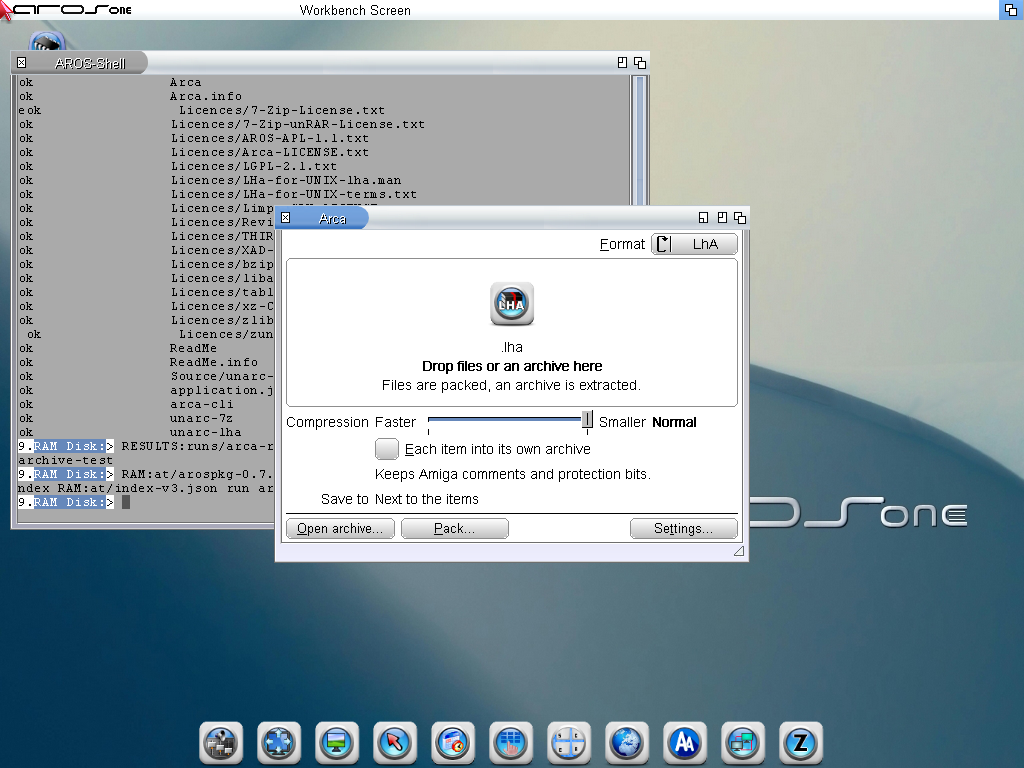 AROS one
Workbench Screen
AROS-Shell
ok Arca
ok Arca.info
eok Licences/7-Zip-License.txt
ok Licences/7-Zip-unRAR-License.txt
ok Licences/AROS-APL-1.1.txt
ok Licences/Arca-LICENSE.txt
ok Licences/LGPL-2.1.txt
ok Licences/LHa-for-UNIX-lha.man
ok Licences/LHa-for-UNIX-terms.txt
ok Licences/Limp
ok Licences/Revi
ok Licences/THIR
ok Licences/XAD-
ok Licences/bzip
ok Licences/liba
ok Licences/tabl
ok Licences/xz-C
ok Licences/zlib
ok Licences/zun
ok ReadMe
ok ReadMe.info
ok Source/unarc-
ok application.j
ok arca-cli
ok unarc-7z
ok unarc-lha
9.RAM Disk:> RESULTS:runs/arca-r
archive-test
9.RAM Disk:> RAM:at/arospkg-0.7.
ndex RAM:at/index-v3.json run ar
9.RAM Disk:>
Arca
Format LhA
LHA
.lha
Drop files or an archive here
Files are packed, an archive is extracted.
Compression Faster Smaller Normal
Each item into its own archive
Keeps Amiga comments and protection bits.
Save to Next to the items
Open archive... Pack... Settings...
OS one
AA
Z